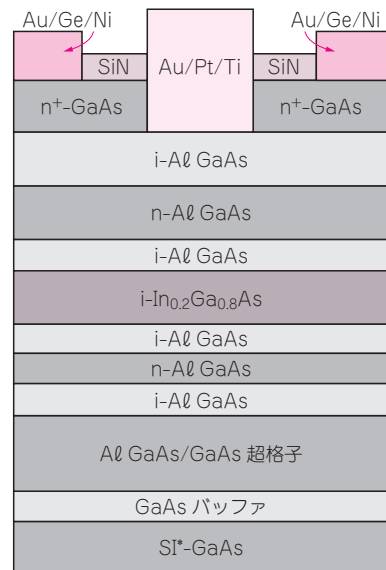 Au/Ge/Ni
Au/Ge/Ni
SiN
Au/Pt/Ti
SiN
n⁺-GaAs
n⁺-GaAs
i-Aℓ GaAs
n-Aℓ GaAs
i-Aℓ GaAs
i-In₀.₂Ga₀.₈As
i-Aℓ GaAs
n-Aℓ GaAs
i-Aℓ GaAs
Aℓ GaAs/GaAs 超格子
GaAs バッファ
SI*-GaAs